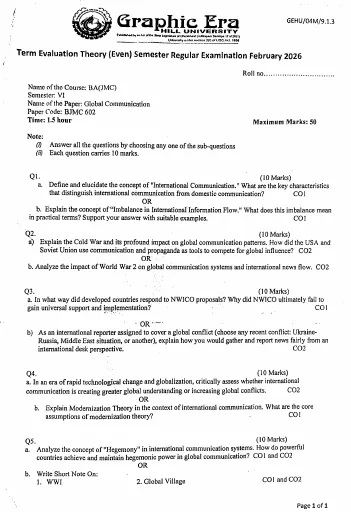 GEHU/04M/9.1.3
Graphic Era
HILL UNIVERSITY
Term Evaluation Theory (Even) Semester Regular Examination February 2026
Roll no..............................
Name of the Course: BA(JMC)
Semester: VI
Name of the Paper: Global Communication
Paper Code: BJMC 602
Time: 1.5 hour
Maximum Marks: 50
Note:
(i) Answer all the questions by choosing any one of the sub-questions
(ii) Each question carries 10 marks.
Q1. (10 Marks)
a. Define and elucidate the concept of "International Communication." What are the key characteristics
that distinguish international communication from domestic communication? CO1
OR
b. Explain the concept of "Imbalance in International Information Flow." What does this imbalance mean
in practical terms? Support your answer with suitable examples. CO1
Q2. (10 Marks)
a) Explain the Cold War and its profound impact on global communication patterns. How did the USA and
Soviet Union use communication and propaganda as tools to compete for global influence? CO2
OR
b. Analyze the impact of World War 2 on global communication systems and international news flow. CO2
Q3. (10 Marks)
a. In what way did developed countries respond to NWICO proposals? Why did NWICO ultimately fail to
gain universal support and implementation? CO1
OR
b) As an international reporter assigned to cover a global conflict (choose any recent conflict: Ukraine-
Russia, Middle East situation, or another), explain how you would gather and report news fairly from an
international desk perspective. CO2
Q4. (10 Marks)
a. In an era of rapid technological change and globalization, critically assess whether international
communication is creating greater global understanding or increasing global conflicts. CO2
OR
b. Explain Modernization Theory in the context of international communication. What are the core
assumptions of modernization theory? CO1
Q5. (10 Marks)
a. Analyze the concept of "Hegemony" in international communication systems. How do powerful
countries achieve and maintain hegemonic power in global communication? CO1 and CO2
OR
b. Write Short Note On:
1. WWI 2. Global Village CO1 and CO2
Page 1 of 1